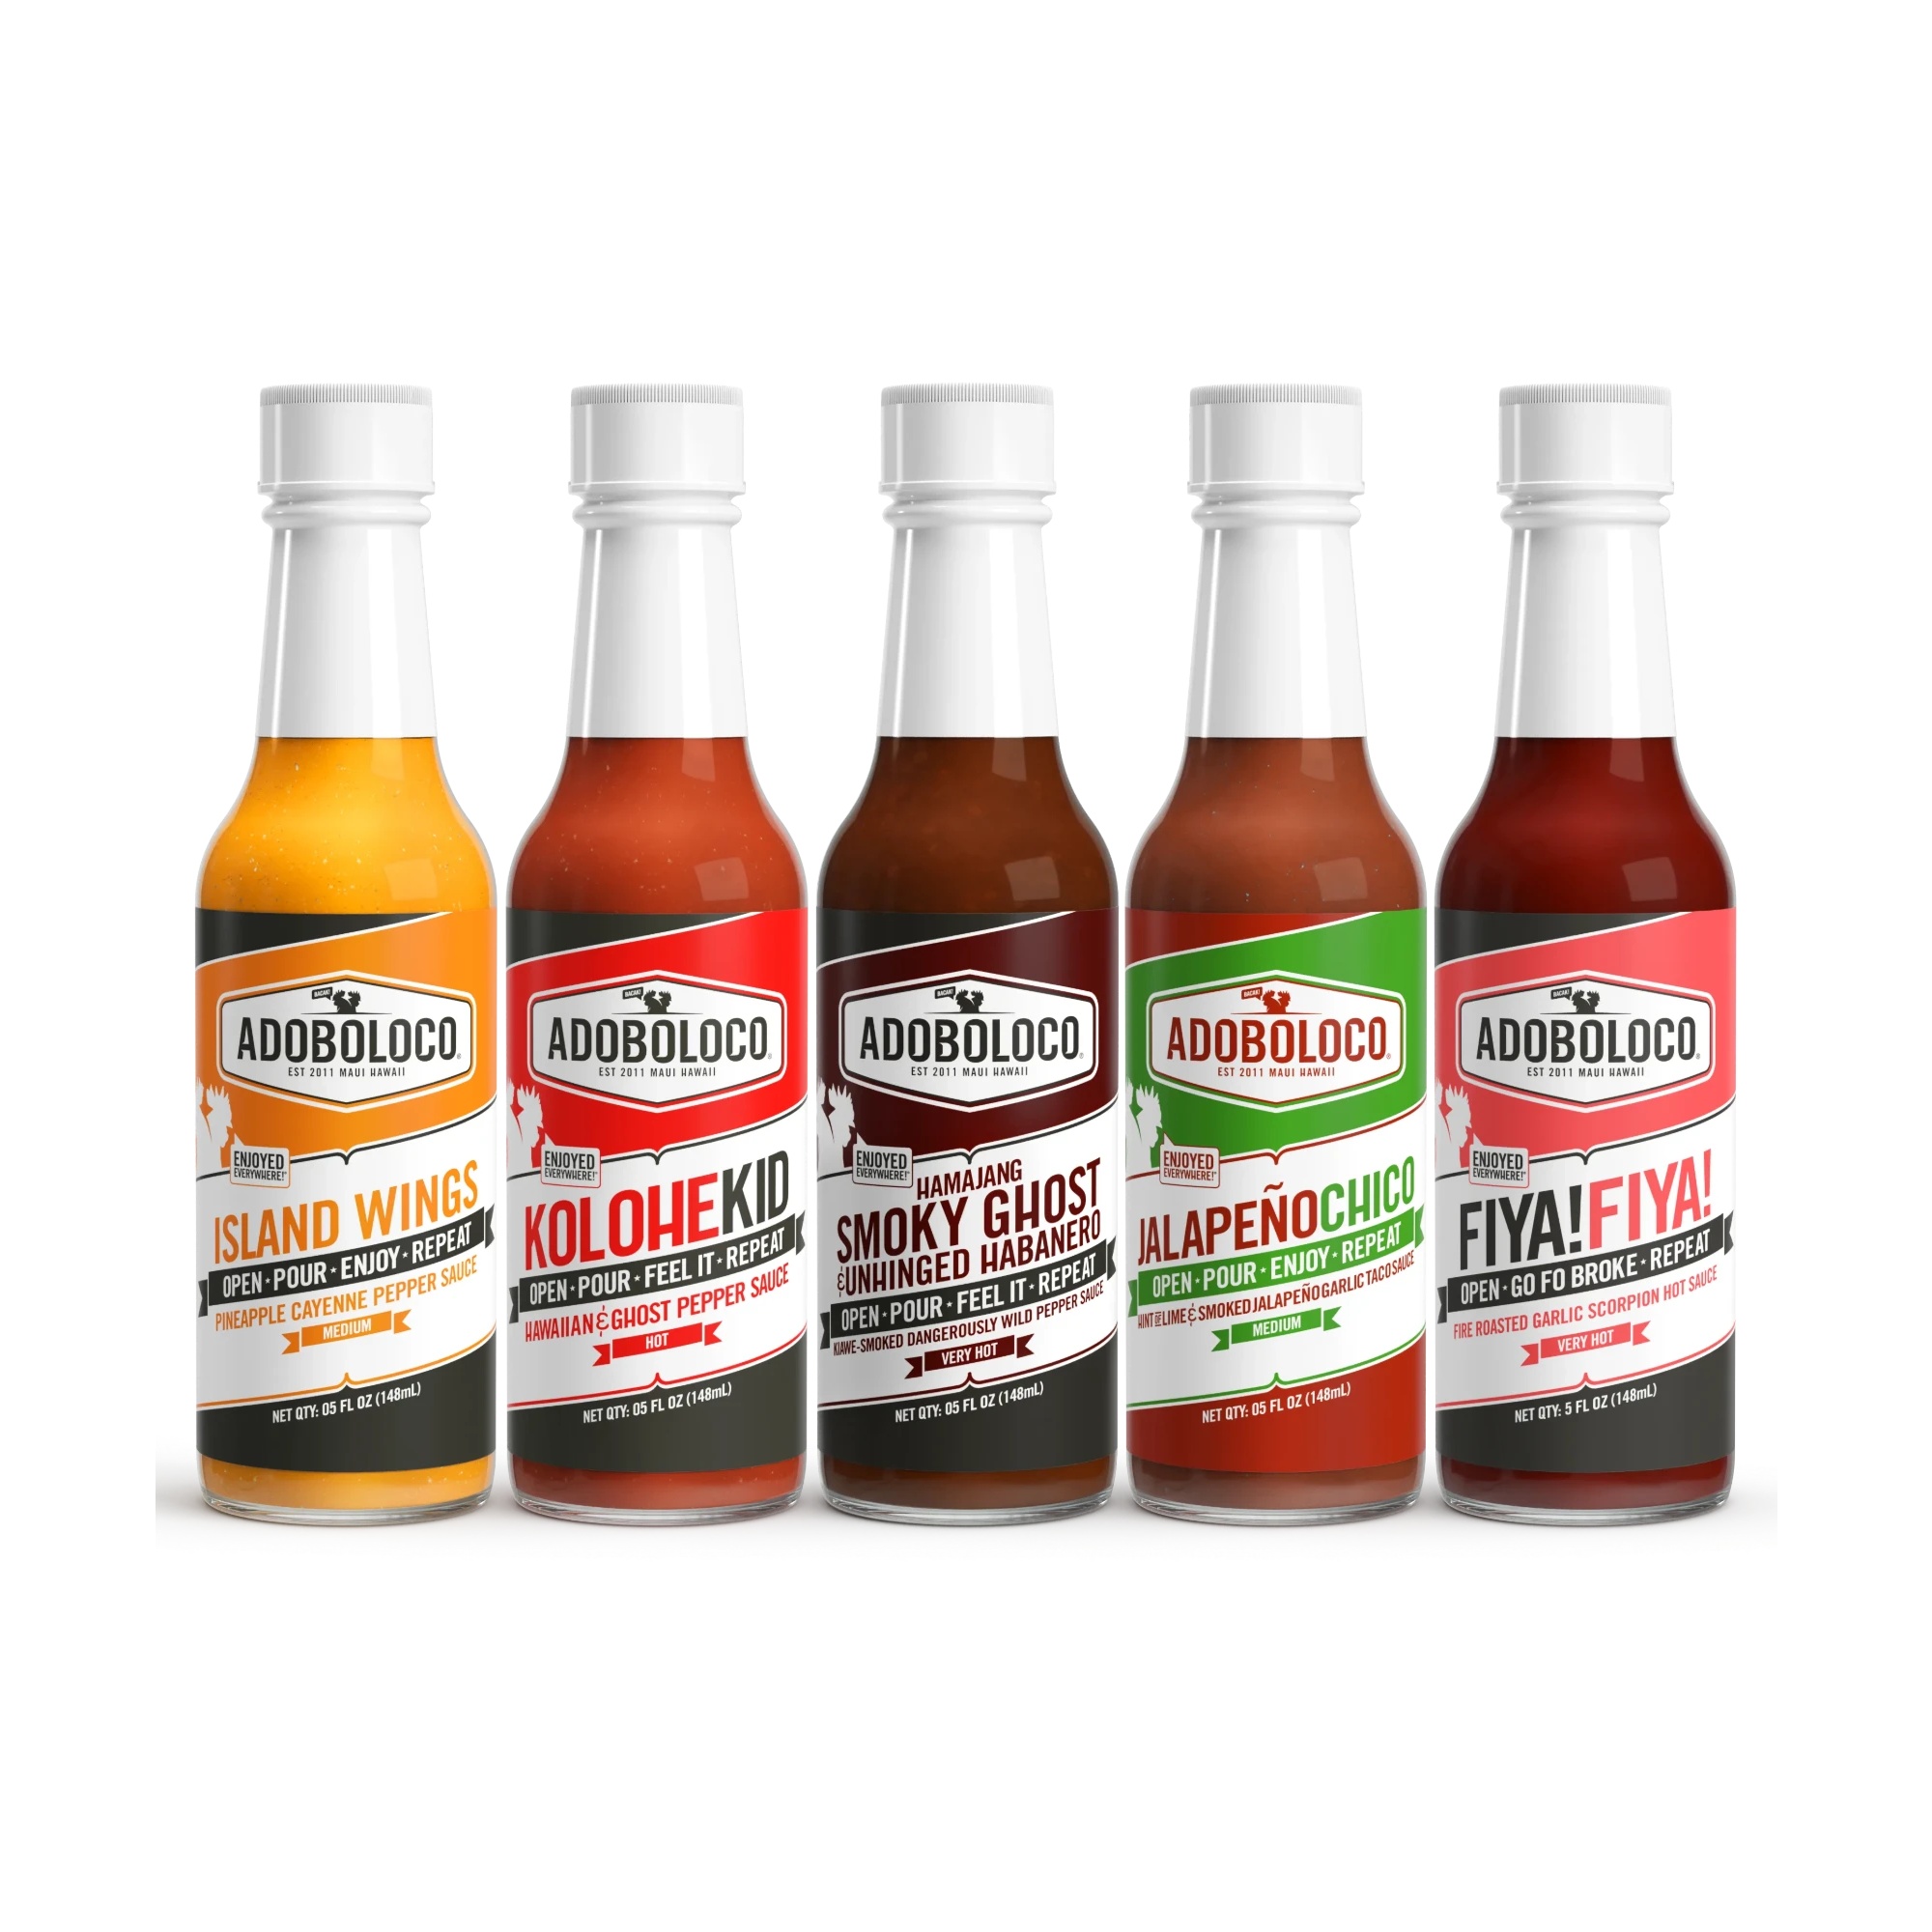 BACAK!
ADOBOLOCO®
EST 2011 MAUI HAWAII
ENJOYED
EVERYWHERE!
ISLAND WINGS
OPEN • POUR • ENJOY • REPEAT
PINEAPPLE CAYENNE PEPPER SAUCE
MEDIUM
NET QTY: 05 FL OZ (148mL)
BACAK!
ADOBOLOCO®
EST 2011 MAUI HAWAII
ENJOYED
EVERYWHERE!
KOLOHEKID
OPEN • POUR • FEEL IT • REPEAT
HAWAIIAN & GHOST PEPPER SAUCE
HOT
NET QTY: 05 FL OZ (148mL)
BACAK!
ADOBOLOCO®
EST 2011 MAUI HAWAII
ENJOYED
EVERYWHERE!
HAMAJANG
SMOKY GHOST
& UNHINGED HABANERO
OPEN • POUR • FEEL IT • REPEAT
KIAWE-SMOKED DANGEROUSLY WILD PEPPER SAUCE
VERY HOT
NET QTY: 05 FL OZ (148mL)
BACAK!
ADOBOLOCO®
EST 2011 MAUI HAWAII
ENJOYED
EVERYWHERE!
JALAPEÑOCHICO
OPEN • POUR • ENJOY • REPEAT
HINT OF LIME & SMOKED JALAPEÑO GARLIC TACO SAUCE
MEDIUM
NET QTY: 05 FL OZ (148mL)
BACAK!
ADOBOLOCO®
EST 2011 MAUI HAWAII
ENJOYED
EVERYWHERE!
FIYA!FIYA!
OPEN • GO FO BROKE • REPEAT
FIRE ROASTED GARLIC SCORPION HOT SAUCE
VERY HOT
NET QTY: 5 FL OZ (148mL)